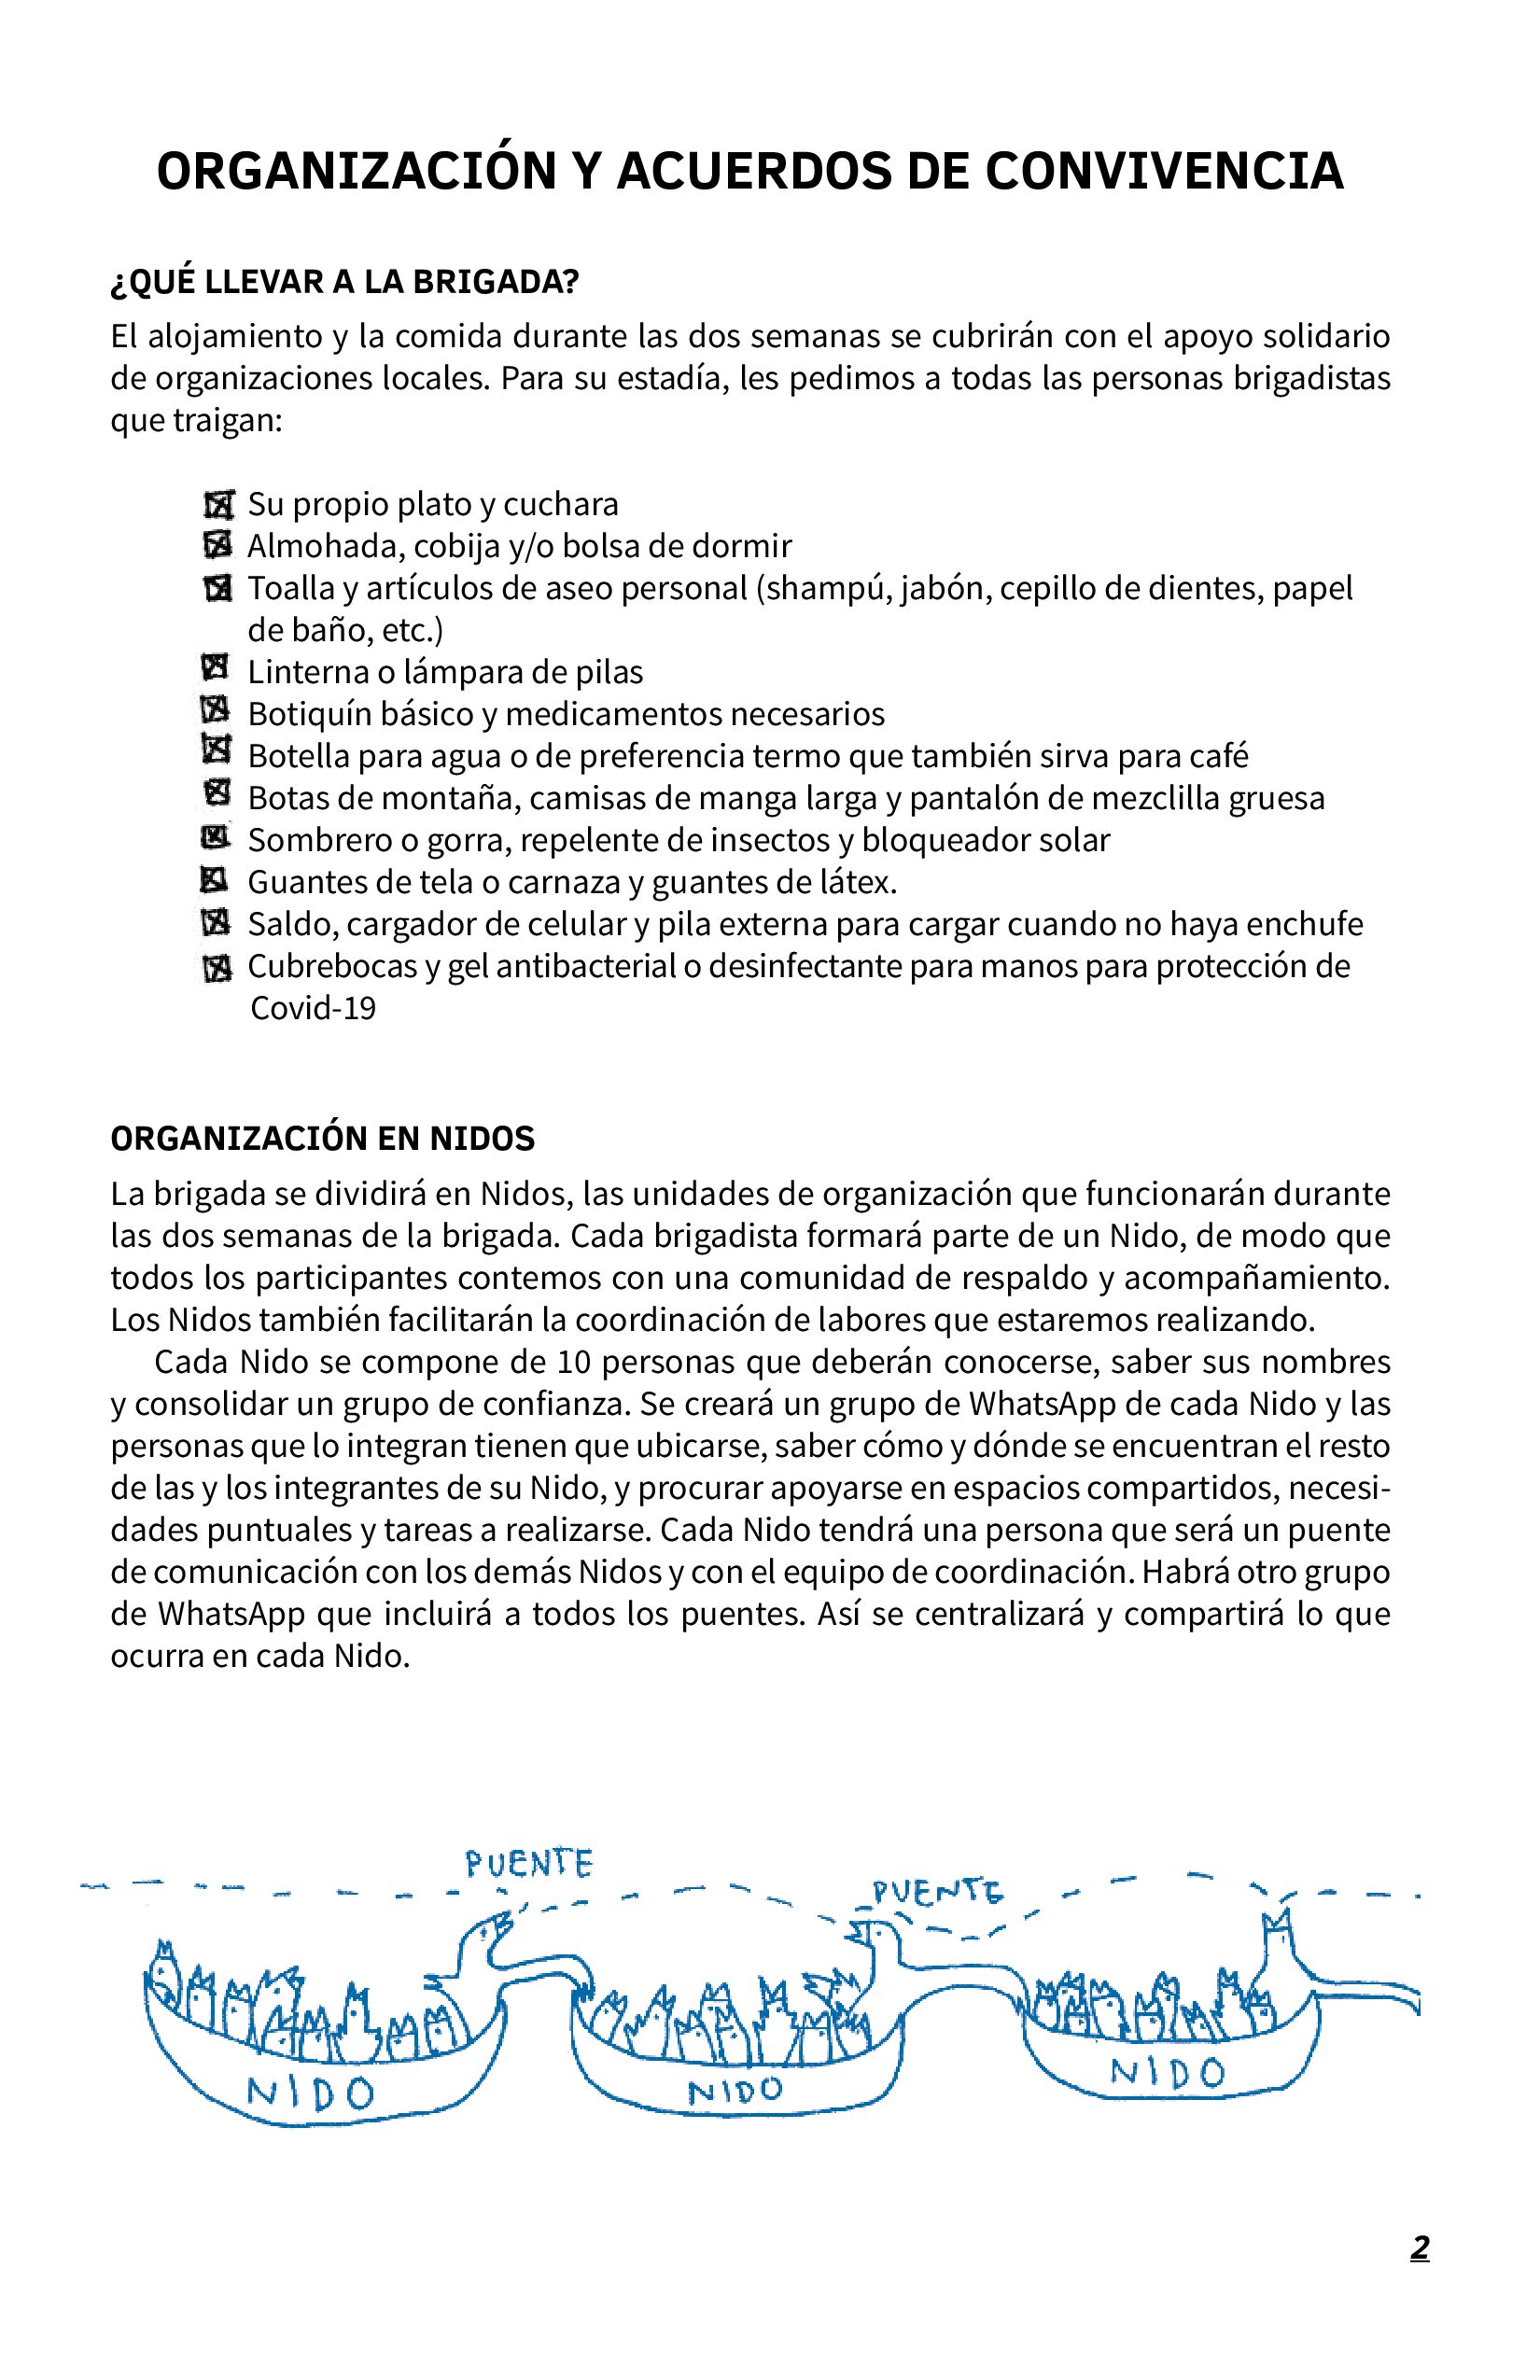 ORGANIZACIÓN Y ACUERDOS DE CONVIVENCIA
¿QUÉ LLEVAR A LA BRIGADA?
El alojamiento y la comida durante las dos semanas se cubrirán con el apoyo solidario
de organizaciones locales. Para su estadía, les pedimos a todas las personas brigadistas
que traigan:
Su propio plato y cuchara
Almohada, cobija y/o bolsa de dormir
Toalla y artículos de aseo personal (shampú, jabón, cepillo de dientes, papel
de baño, etc.)
Linterna o lámpara de pilas
Botiquín básico y medicamentos necesarios
Botella para agua o de preferencia termo que también sirva para café
Botas de montaña, camisas de manga larga y pantalón de mezclilla gruesa
Sombrero o gorra, repelente de insectos y bloqueador solar
Guantes de tela o carnaza y guantes de látex.
Saldo, cargador de celular y pila externa para cargar cuando no haya enchufe
Cubrebocas y gel antibacterial o desinfectante para manos para protección de
Covid-19
ORGANIZACIÓN EN NIDOS
La brigada se dividirá en Nidos, las unidades de organización que funcionarán durante
las dos semanas de la brigada. Cada brigadista formará parte de un Nido, de modo que
todos los participantes contemos con una comunidad de respaldo y acompañamiento.
Los Nidos también facilitarán la coordinación de labores que estaremos realizando.
Cada Nido se compone de 10 personas que deberán conocerse, saber sus nombres
y consolidar un grupo de confianza. Se creará un grupo de WhatsApp de cada Nido y las
personas que lo integran tienen que ubicarse, saber cómo y dónde se encuentran el resto
de las y los integrantes de su Nido, y procurar apoyarse en espacios compartidos, necesi-
dades puntuales y tareas a realizarse. Cada Nido tendrá una persona que será un puente
de comunicación con los demás Nidos y con el equipo de coordinación. Habrá otro grupo
de WhatsApp que incluirá a todos los puentes. Así se centralizará y compartirá lo que
ocurra en cada Nido.
PUENTE
PUENTE
NIDO
NIDO
NIDO
2